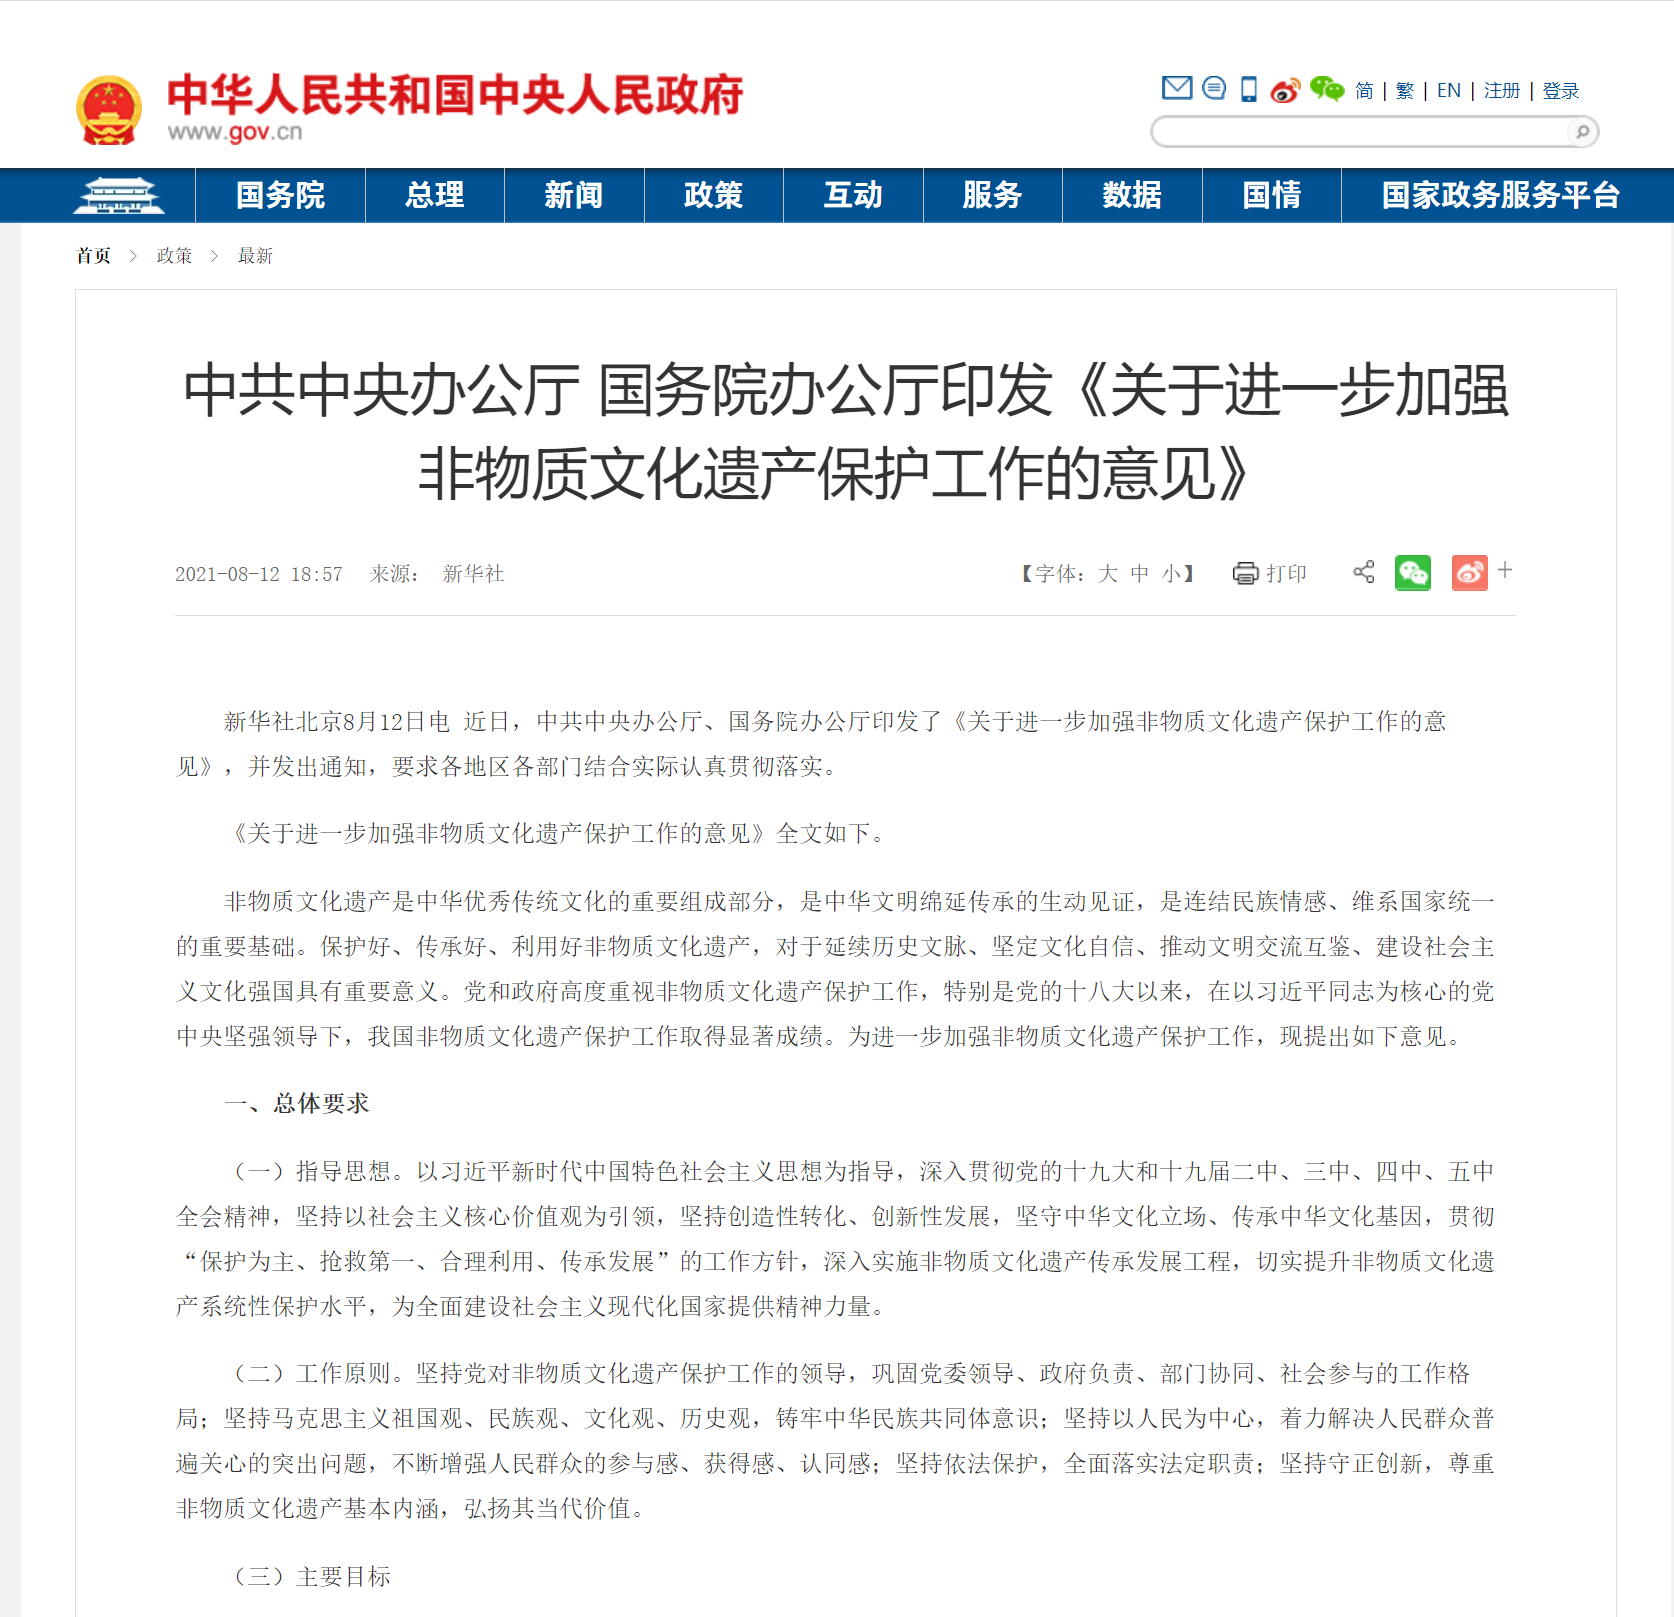 中华人民共和国中央人民政府
www.gov.cn
简 | 繁 | EN | 注册 | 登录
国务院 总理 新闻 政策 互动 服务 数据 国情 国家政务服务平台
首页 > 政策 > 最新
中共中央办公厅 国务院办公厅印发《关于进一步加强
非物质文化遗产保护工作的意见》
2021-08-12 18:57 来源： 新华社 【字体：大 中 小】 打印
新华社北京8月12日电 近日，中共中央办公厅、国务院办公厅印发了《关于进一步加强非物质文化遗产保护工作的意
见》，并发出通知，要求各地区各部门结合实际认真贯彻落实。
《关于进一步加强非物质文化遗产保护工作的意见》全文如下。
非物质文化遗产是中华优秀传统文化的重要组成部分，是中华文明绵延传承的生动见证，是连结民族情感、维系国家统一
的重要基础。保护好、传承好、利用好非物质文化遗产，对于延续历史文脉、坚定文化自信、推动文明交流互鉴、建设社会主
义文化强国具有重要意义。党和政府高度重视非物质文化遗产保护工作，特别是党的十八大以来，在以习近平同志为核心的党
中央坚强领导下，我国非物质文化遗产保护工作取得显著成绩。为进一步加强非物质文化遗产保护工作，现提出如下意见。
一、总体要求
（一）指导思想。以习近平新时代中国特色社会主义思想为指导，深入贯彻党的十九大和十九届二中、三中、四中、五中
全会精神，坚持以社会主义核心价值观为引领，坚持创造性转化、创新性发展，坚守中华文化立场、传承中华文化基因，贯彻
“保护为主、抢救第一、合理利用、传承发展”的工作方针，深入实施非物质文化遗产传承发展工程，切实提升非物质文化遗
产系统性保护水平，为全面建设社会主义现代化国家提供精神力量。
（二）工作原则。坚持党对非物质文化遗产保护工作的领导，巩固党委领导、政府负责、部门协同、社会参与的工作格
局；坚持马克思主义祖国观、民族观、文化观、历史观，铸牢中华民族共同体意识；坚持以人民为中心，着力解决人民群众普
遍关心的突出问题，不断增强人民群众的参与感、获得感、认同感；坚持依法保护，全面落实法定职责；坚持守正创新，尊重
非物质文化遗产基本内涵，弘扬其当代价值。
（三）主要目标